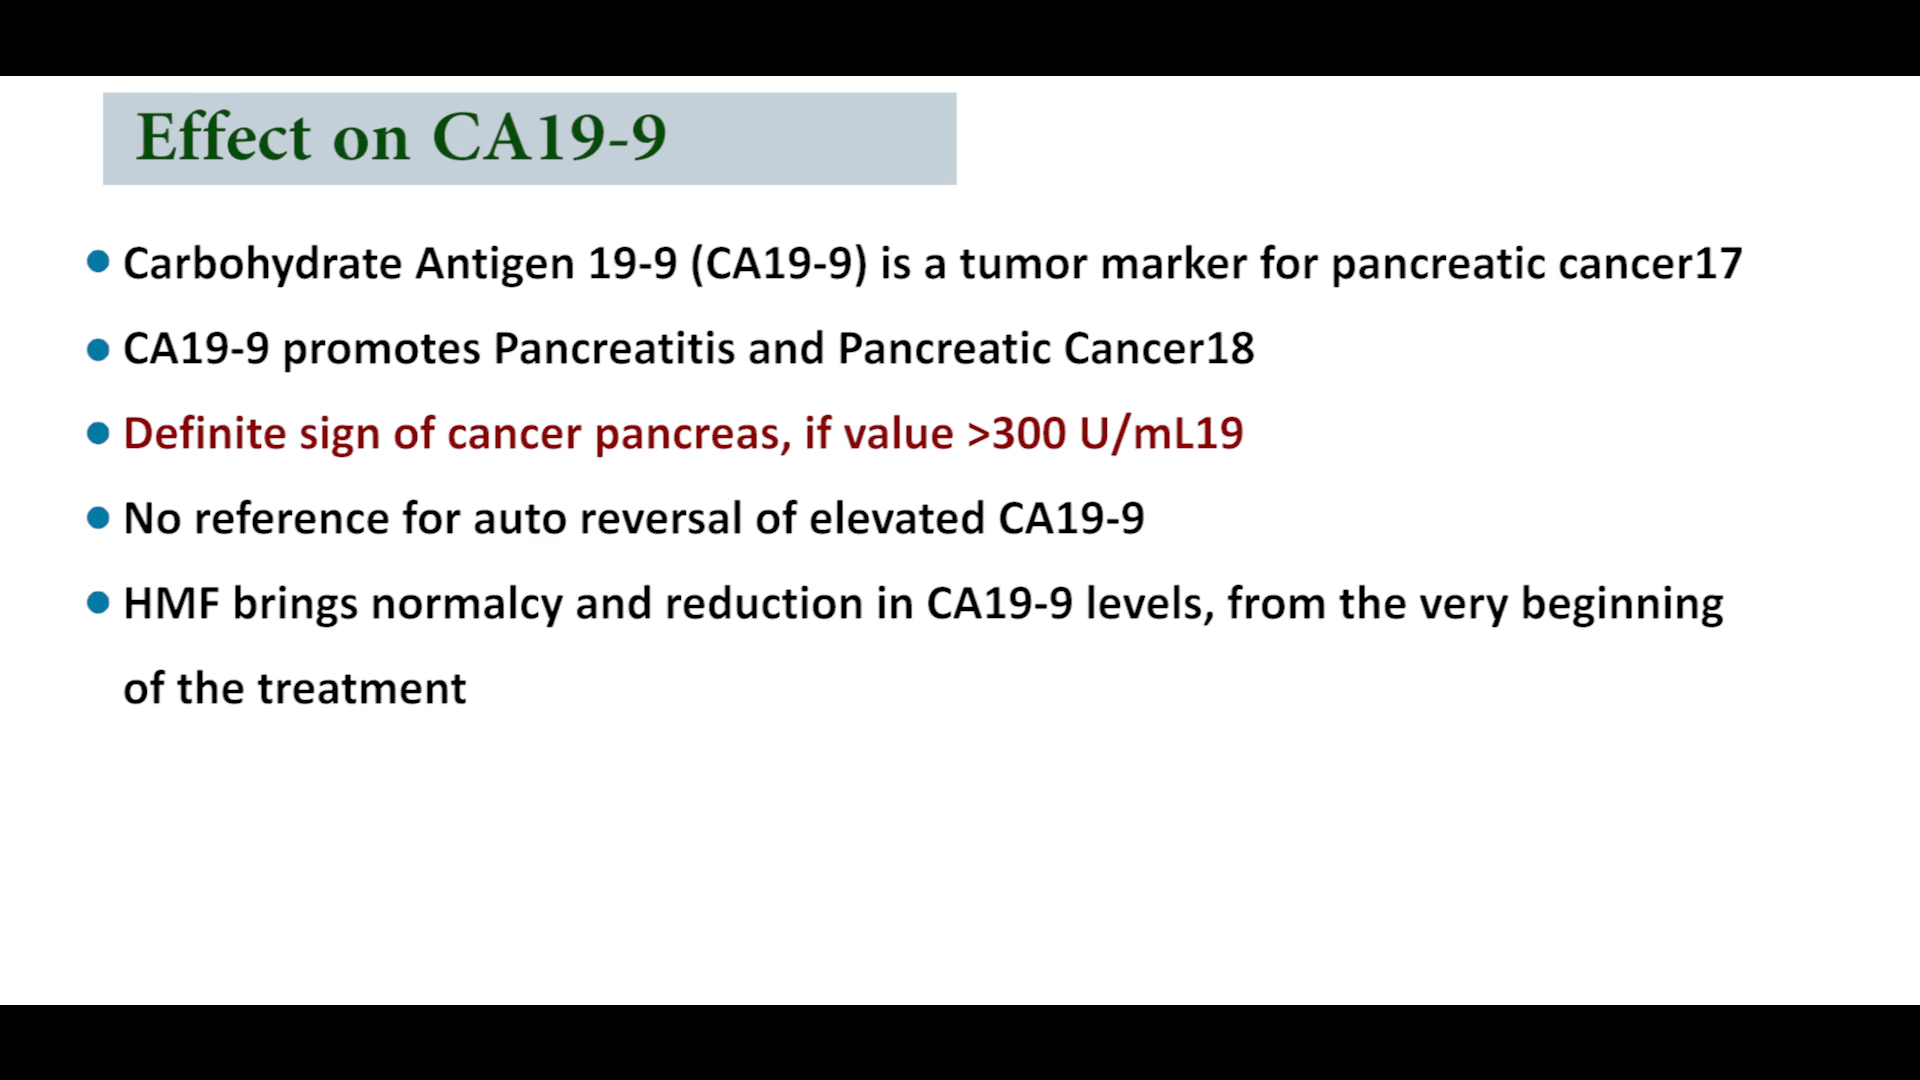 Effect on CA19-9
Carbohydrate Antigen 19-9 (CA19-9) is a tumor marker for pancreatic cancer17
CA19-9 promotes Pancreatitis and Pancreatic Cancer18
Definite sign of cancer pancreas, if value >300 U/mL19
No reference for auto reversal of elevated CA19-9
HMF brings normalcy and reduction in CA19-9 levels, from the very beginning
of the treatment